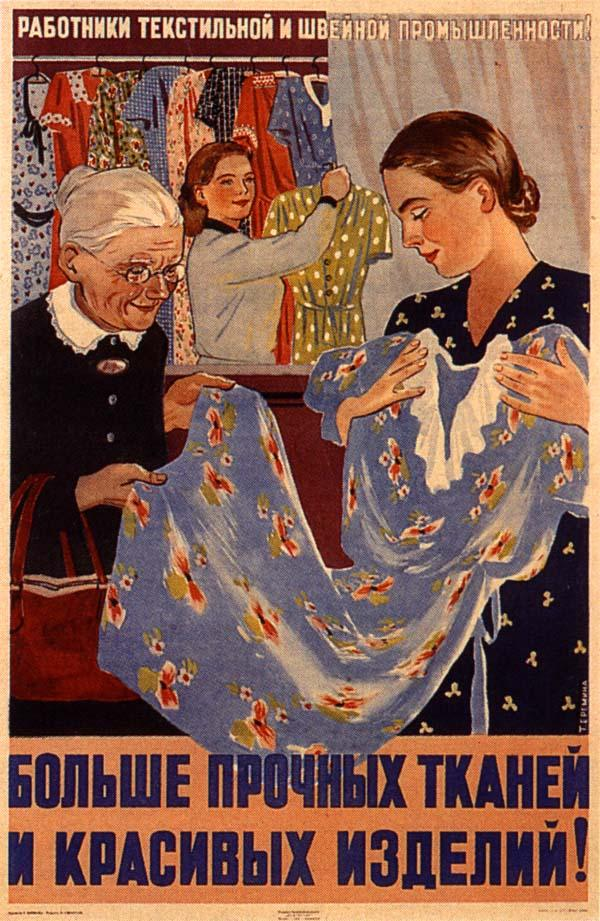 РАБОТНИКИ ТЕКСТИЛЬНОЙ И ШВЕЙНОЙ ПРОМЫШЛЕННОСТИ!
Т. ЕРЕМИНА
БОЛЬШЕ ПРОЧНЫХ ТКАНЕЙ
И КРАСИВЫХ ИЗДЕЛИЙ!